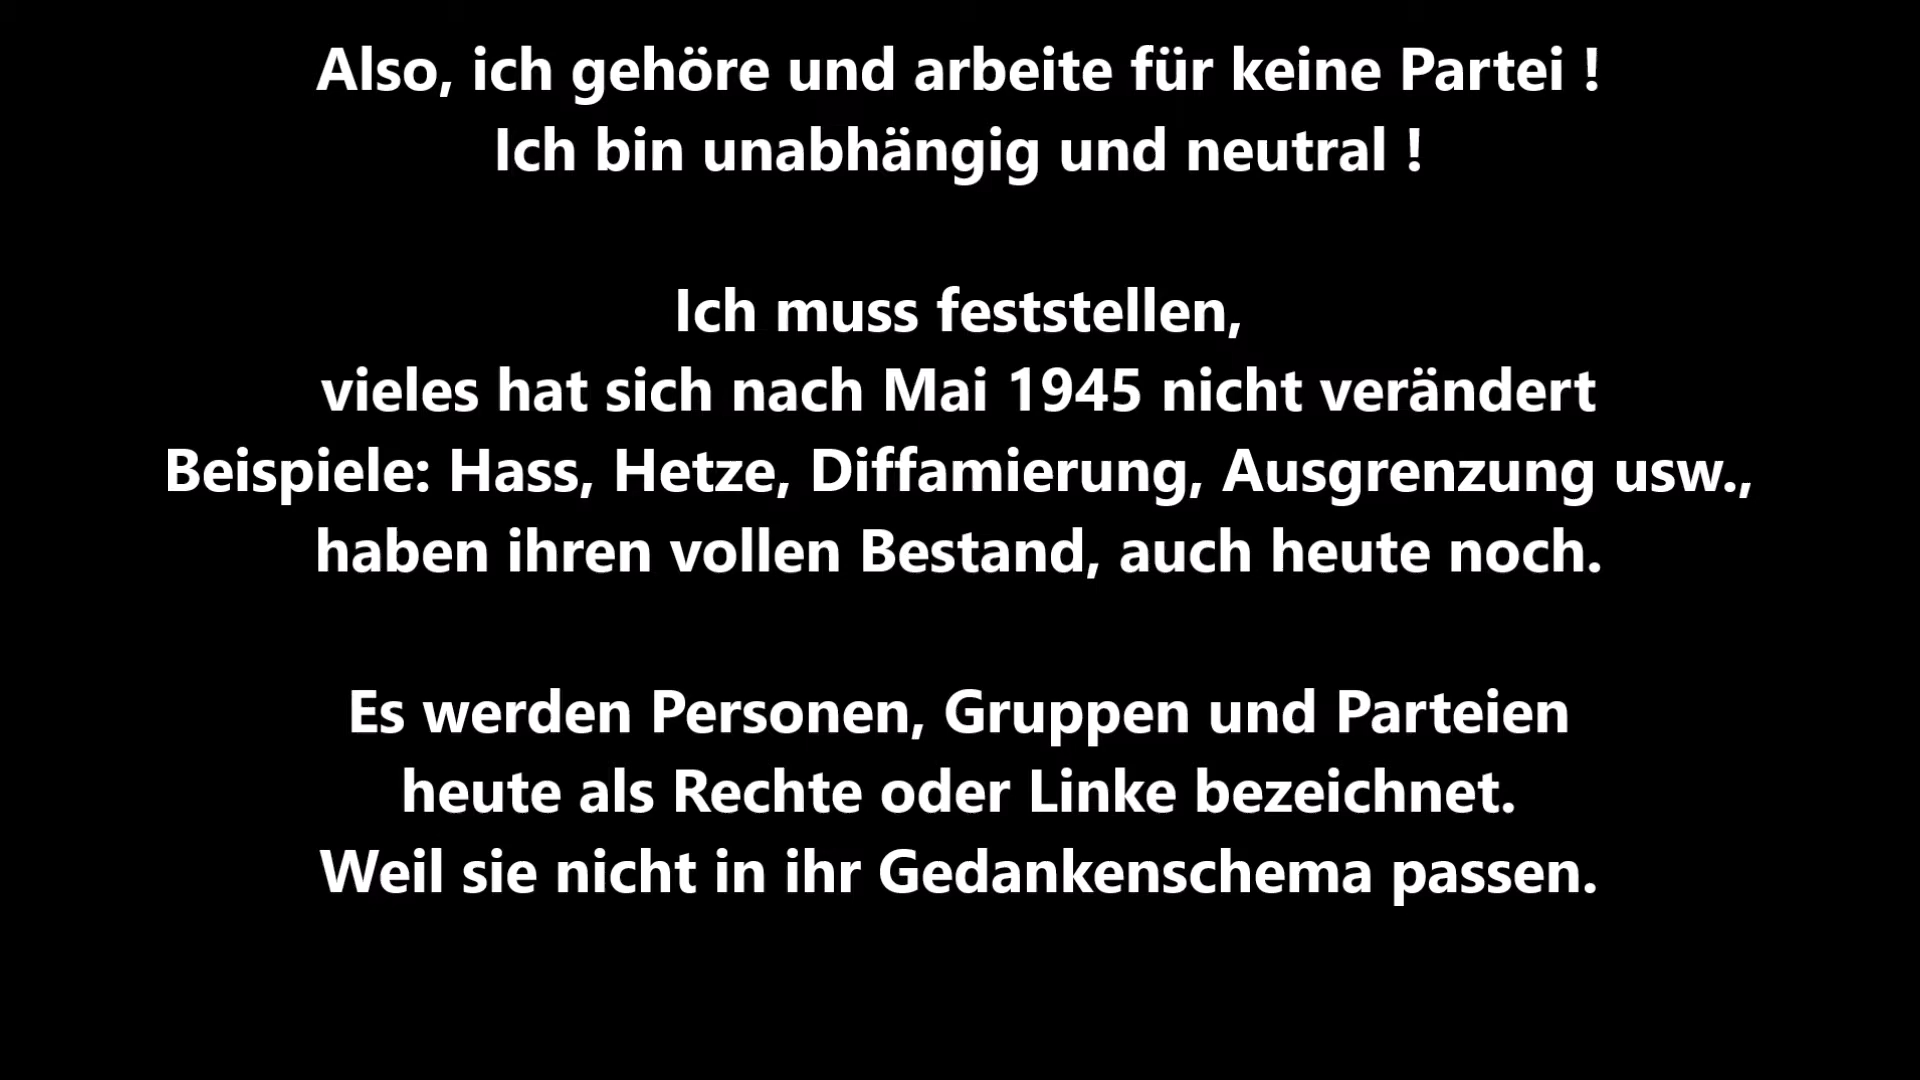 Also, ich gehöre und arbeite für keine Partei !
Ich bin unabhängig und neutral !
Ich muss feststellen,
vieles hat sich nach Mai 1945 nicht verändert
Beispiele: Hass, Hetze, Diffamierung, Ausgrenzung usw.,
haben ihren vollen Bestand, auch heute noch.
Es werden Personen, Gruppen und Parteien
heute als Rechte oder Linke bezeichnet.
Weil sie nicht in ihr Gedankenschema passen.